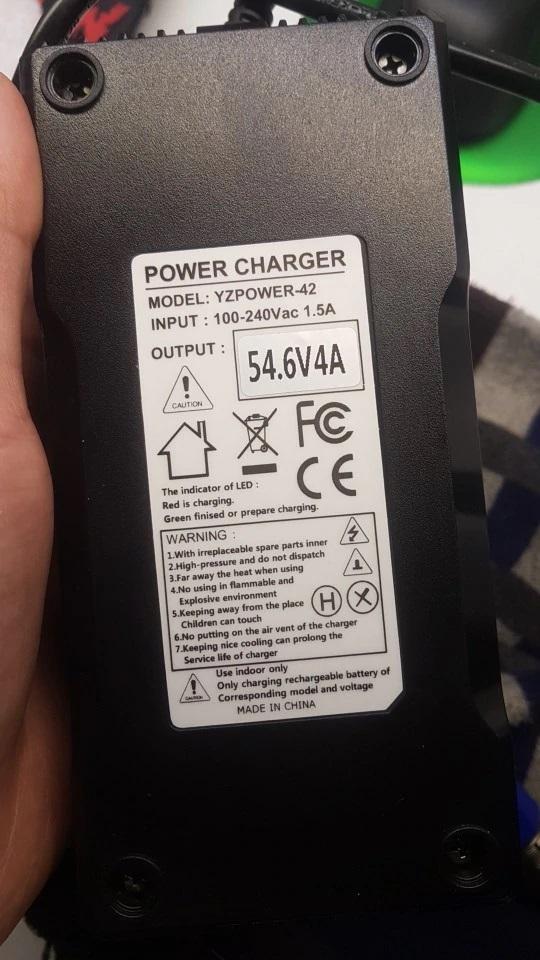 POWER CHARGER
MODEL: YZPOWER-42
INPUT : 100-240Vac 1.5A
OUTPUT :
54.6V4A
CAUTION
FC
CE
The indicator of LED :
Red is charging.
Green finised or prepare charging.
WARNING :
1.With irreplaceable spare parts inner
2.High-pressure and do not dispatch
3.Far away the heat when using
4.No using in flammable and
Explosive environment
5.Keeping away from the place
Children can touch
H
X
6.No putting on the air vent of the charger
7.Keeping nice cooling can prolong the
Service life of charger
CAUTION
Use indoor only
Only charging rechargeable battery of
Corresponding model and voltage
MADE IN CHINA